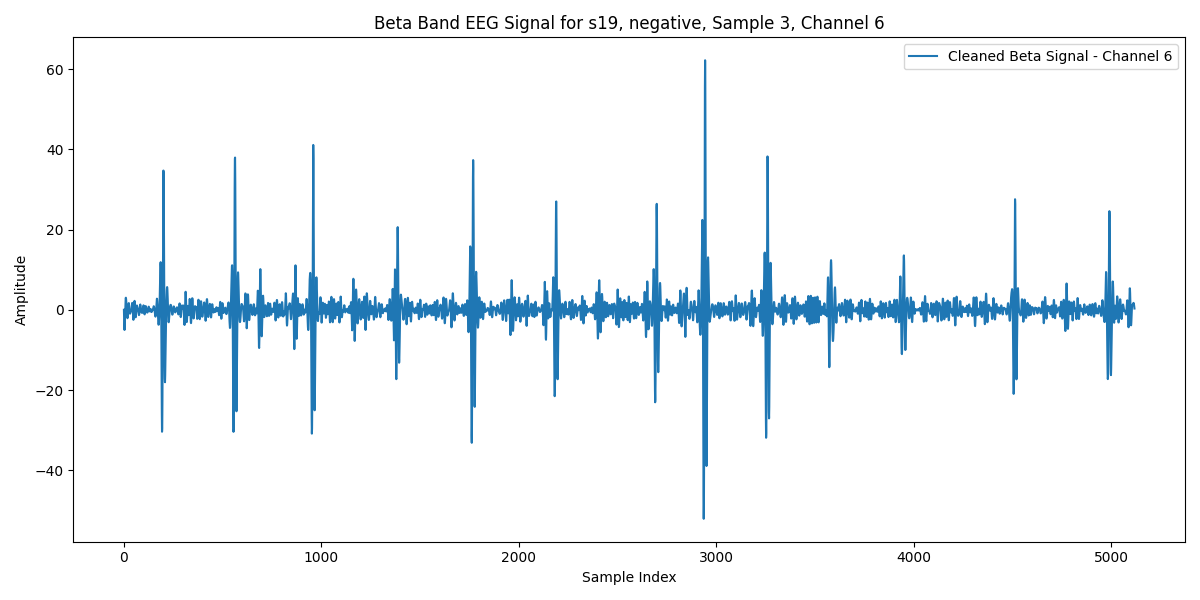 Beta Band EEG Signal for s19, negative, Sample 3, Channel 6
Cleaned Beta Signal - Channel 6
60
40
20
0
−20
−40
Amplitude
0 1000 2000 3000 4000 5000
Sample Index